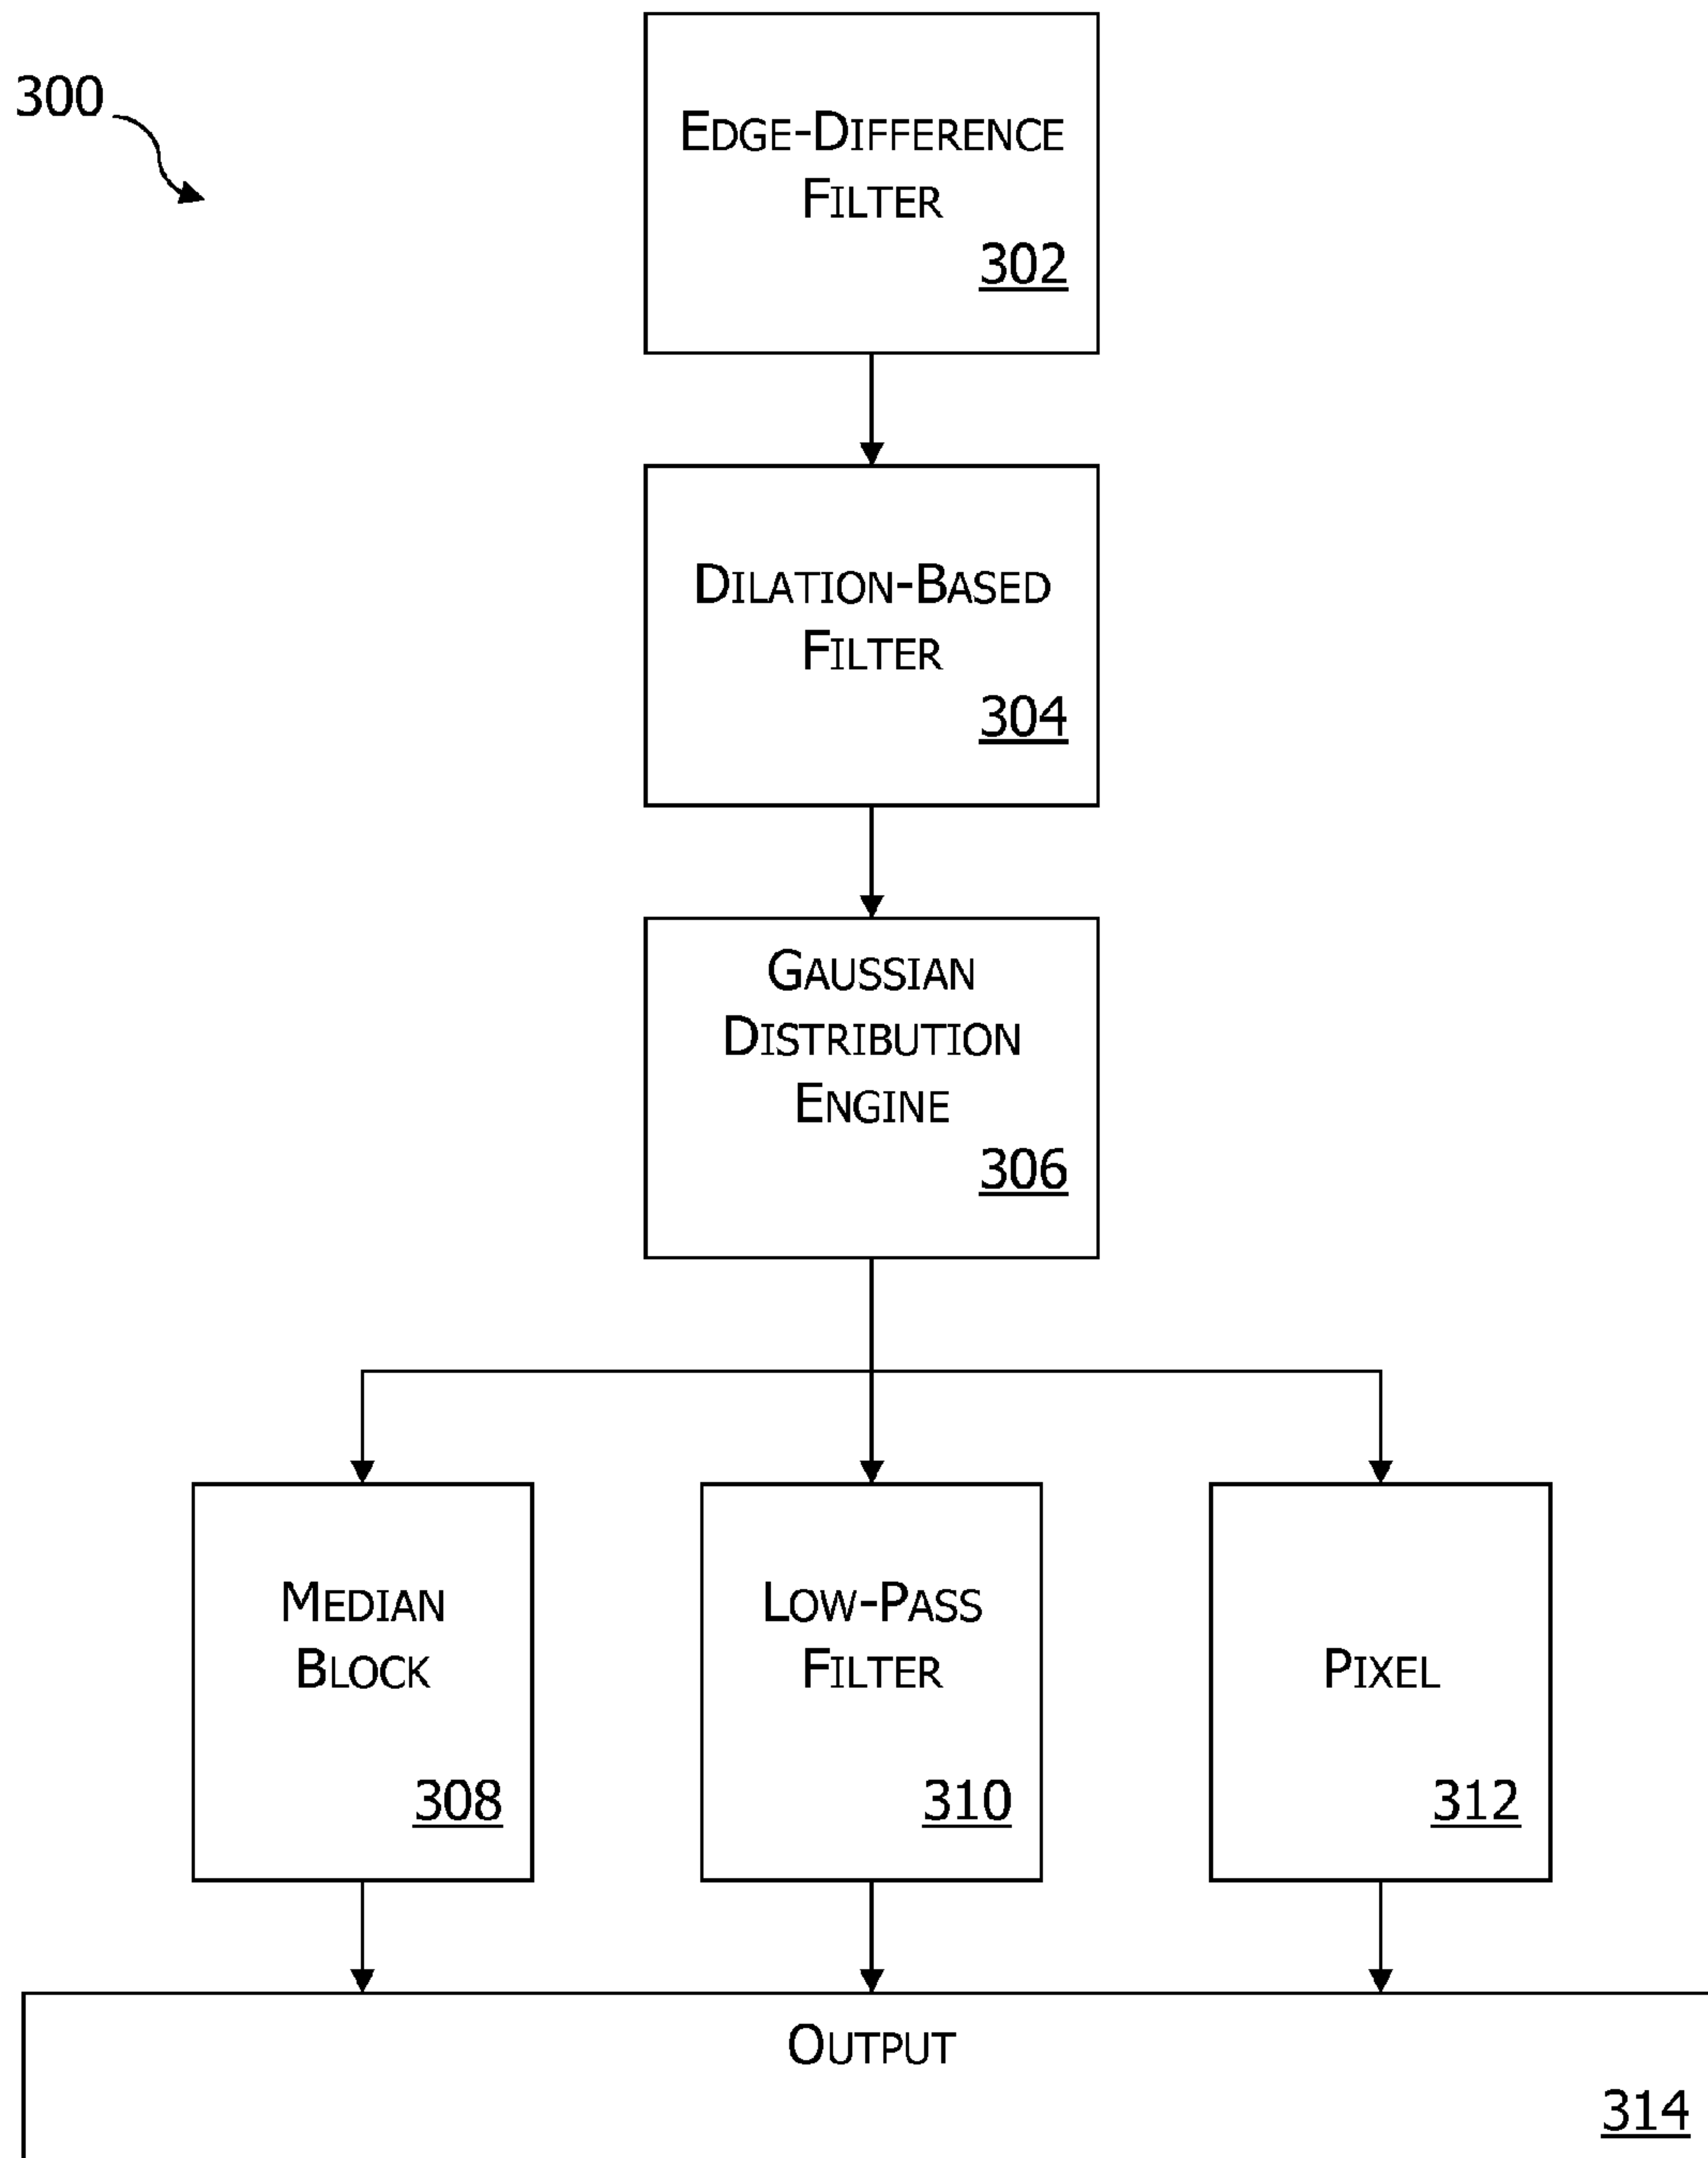 300
EDGE-DIFFERENCE
FILTER
302
DILATION-BASED
FILTER
304
GAUSSIAN
DISTRIBUTION
ENGINE
306
MEDIAN
BLOCK
308
LOW-PASS
FILTER
310
PIXEL
312
OUTPUT
314